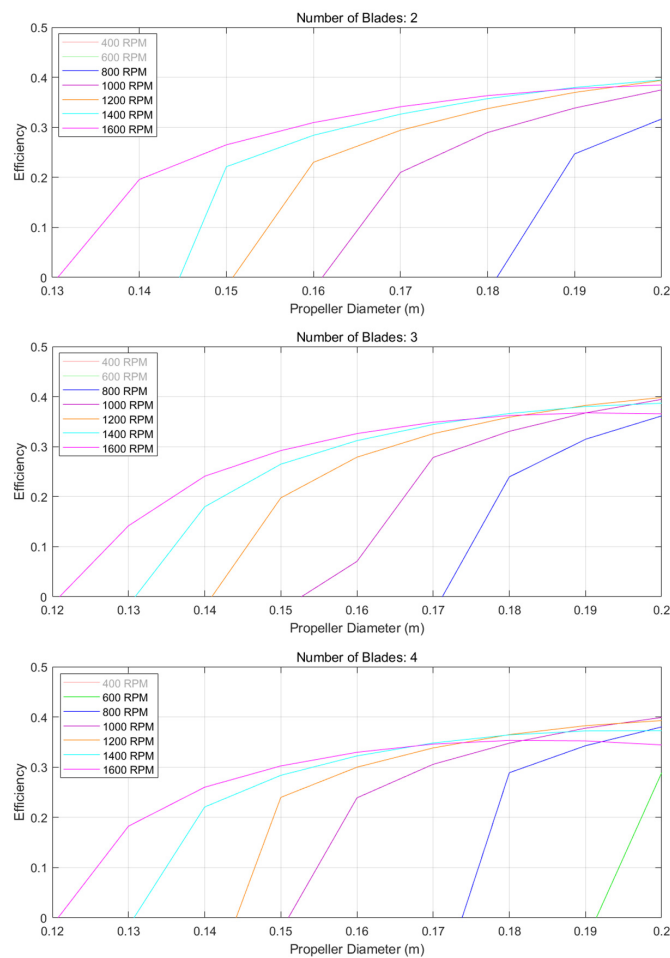 Number of Blades: 2
0.5
0.4
0.3
0.2
0.1
0
Efficiency
400 RPM
600 RPM
800 RPM
1000 RPM
1200 RPM
1400 RPM
1600 RPM
0.13 0.14 0.15 0.16 0.17 0.18 0.19 0.2
Propeller Diameter (m)
Number of Blades: 3
0.5
0.4
0.3
0.2
0.1
0
Efficiency
400 RPM
600 RPM
800 RPM
1000 RPM
1200 RPM
1400 RPM
1600 RPM
0.12 0.13 0.14 0.15 0.16 0.17 0.18 0.19 0.2
Propeller Diameter (m)
Number of Blades: 4
0.5
0.4
0.3
0.2
0.1
0
Efficiency
400 RPM
600 RPM
800 RPM
1000 RPM
1200 RPM
1400 RPM
1600 RPM
0.12 0.13 0.14 0.15 0.16 0.17 0.18 0.19 0.2
Propeller Diameter (m)